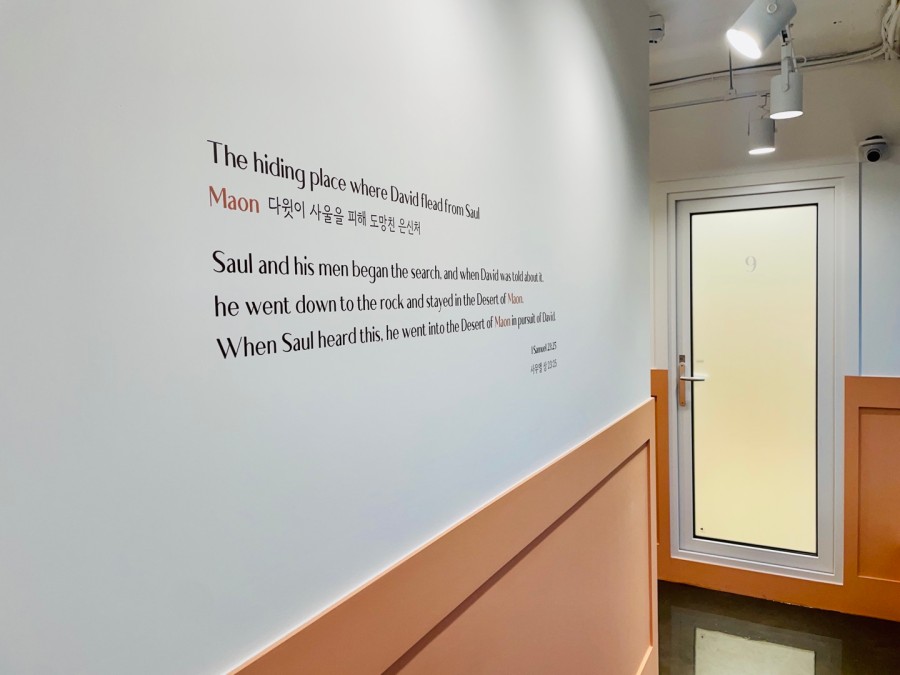 The hiding place where David flead from Saul
Maon 다윗이 사울을 피해 도망친 은신처
Saul and his men began the search, and when David was told about it,
he went down to the rock and stayed in the Desert of Maon.
When Saul heard this, he went into the Desert of Maon in pursuit of David.
1 Samuel 23:25
사무엘 상 23:25
9